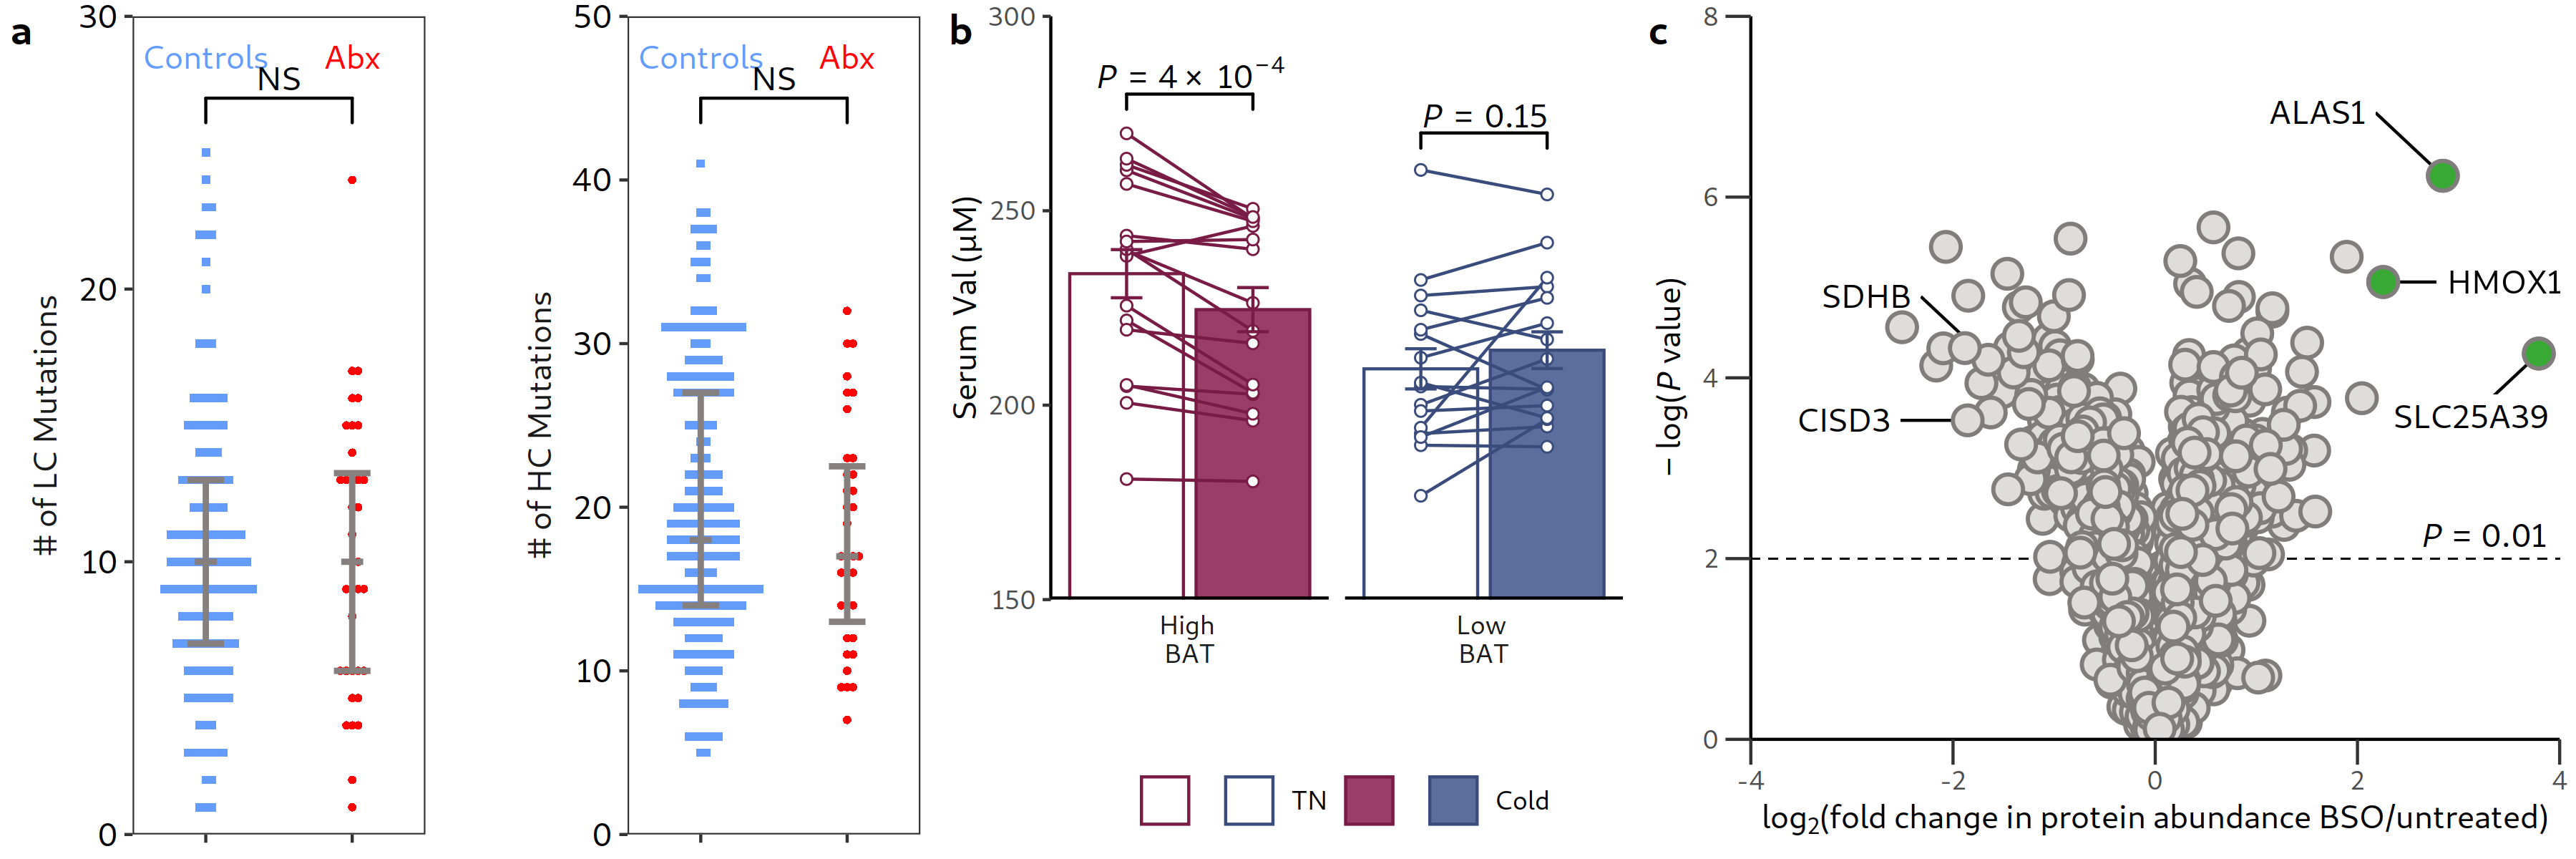 a
# of LC Mutations
30
20
10
0
Controls
Abx
NS
# of HC Mutations
50
40
30
20
10
0
Controls
Abx
NS
b
Serum Val (μM)
300
250
200
150
P = 4 × 10⁻⁴
P = 0.15
High
BAT
Low
BAT
TN
Cold
c
− log(P value)
8
6
4
2
0
ALAS1
HMOX1
SLC25A39
SDHB
CISD3
P = 0.01
-4
-2
0
2
4
log₂(fold change in protein abundance BSO/untreated)